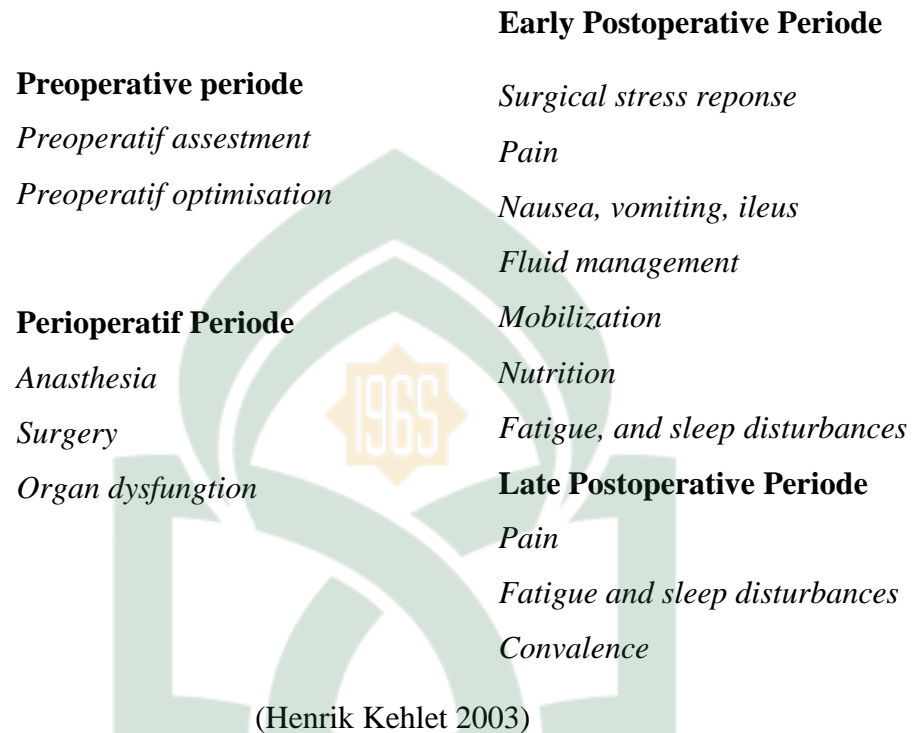 Preoperative periode
Preoperatif assestment
Preoperatif optimisation
Perioperatif Periode
Anasthesia
Surgery
Organ dysfungtion
Early Postoperative Periode
Surgical stress reponse
Pain
Nausea, vomiting, ileus
Fluid management
Mobilization
Nutrition
Fatigue, and sleep disturbances
Late Postoperative Periode
Pain
Fatigue and sleep disturbances
Convalence
(Henrik Kehlet 2003)
1965